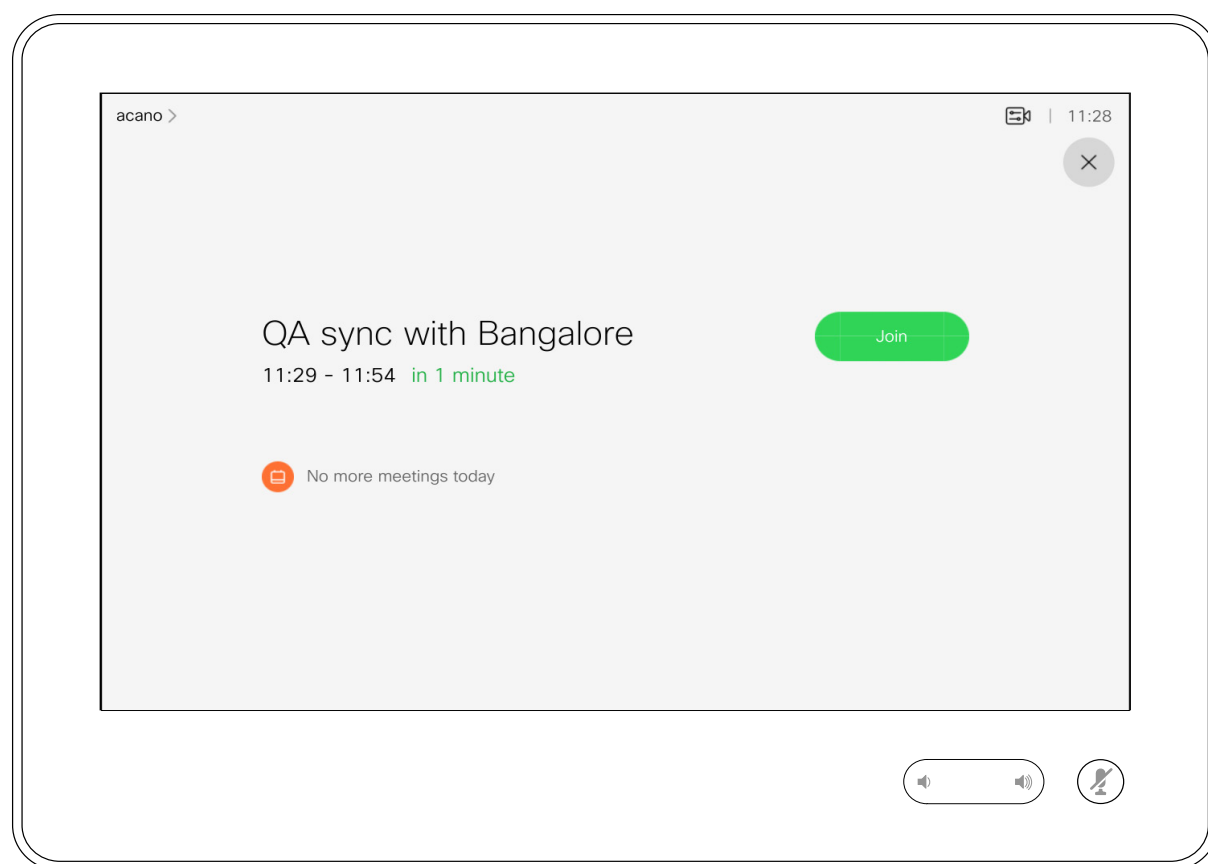 acano
11:28
QA sync with Bangalore
Join
11:29 - 11:54 in 1 minute
No more meetings today